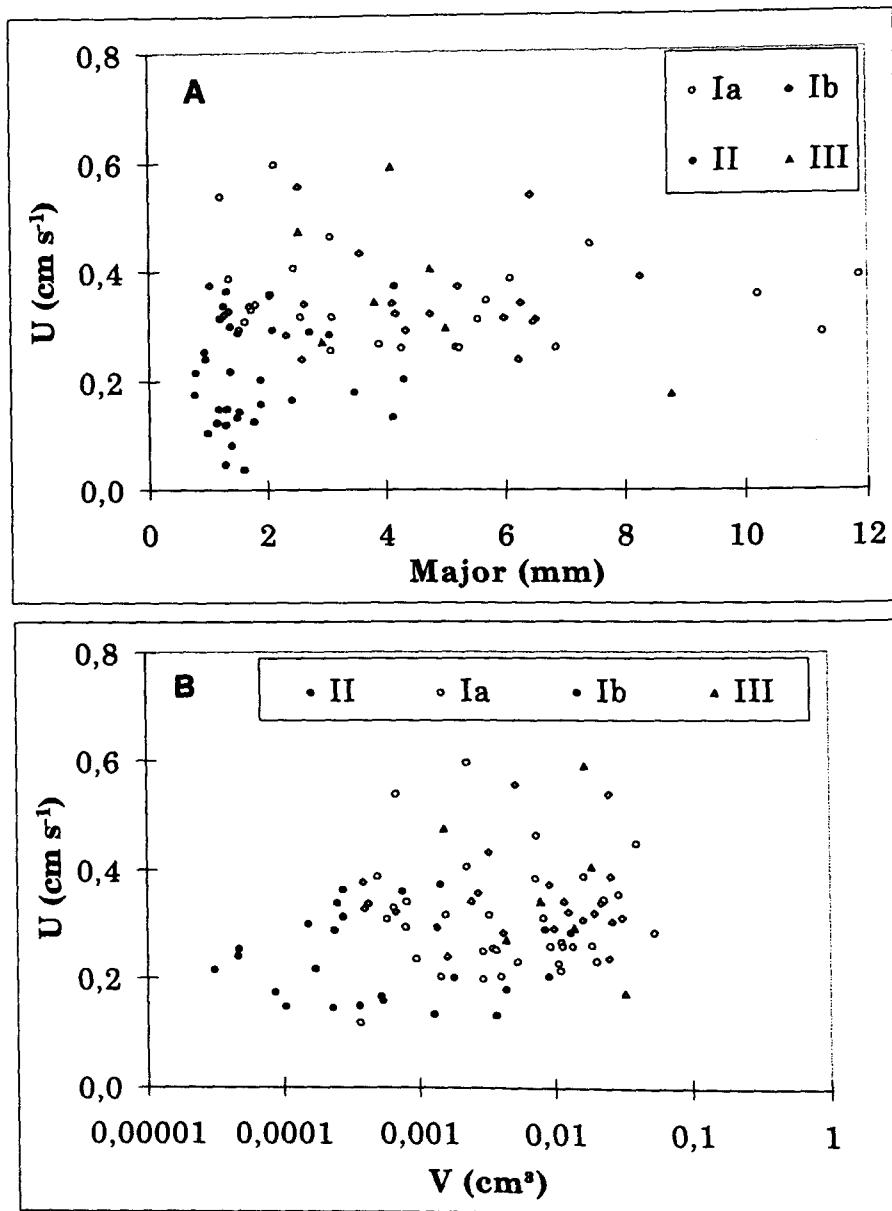 A
Ia Ib
II III
U (cm s⁻¹)
0,8
0,6
0,4
0,2
0,0
0 2 4 6 8 10 12
Major (mm)
B
II Ia Ib III
U (cm s⁻¹)
0,8
0,6
0,4
0,2
0,0
0,00001 0,0001 0,001 0,01 0,1 1
V (cm³)